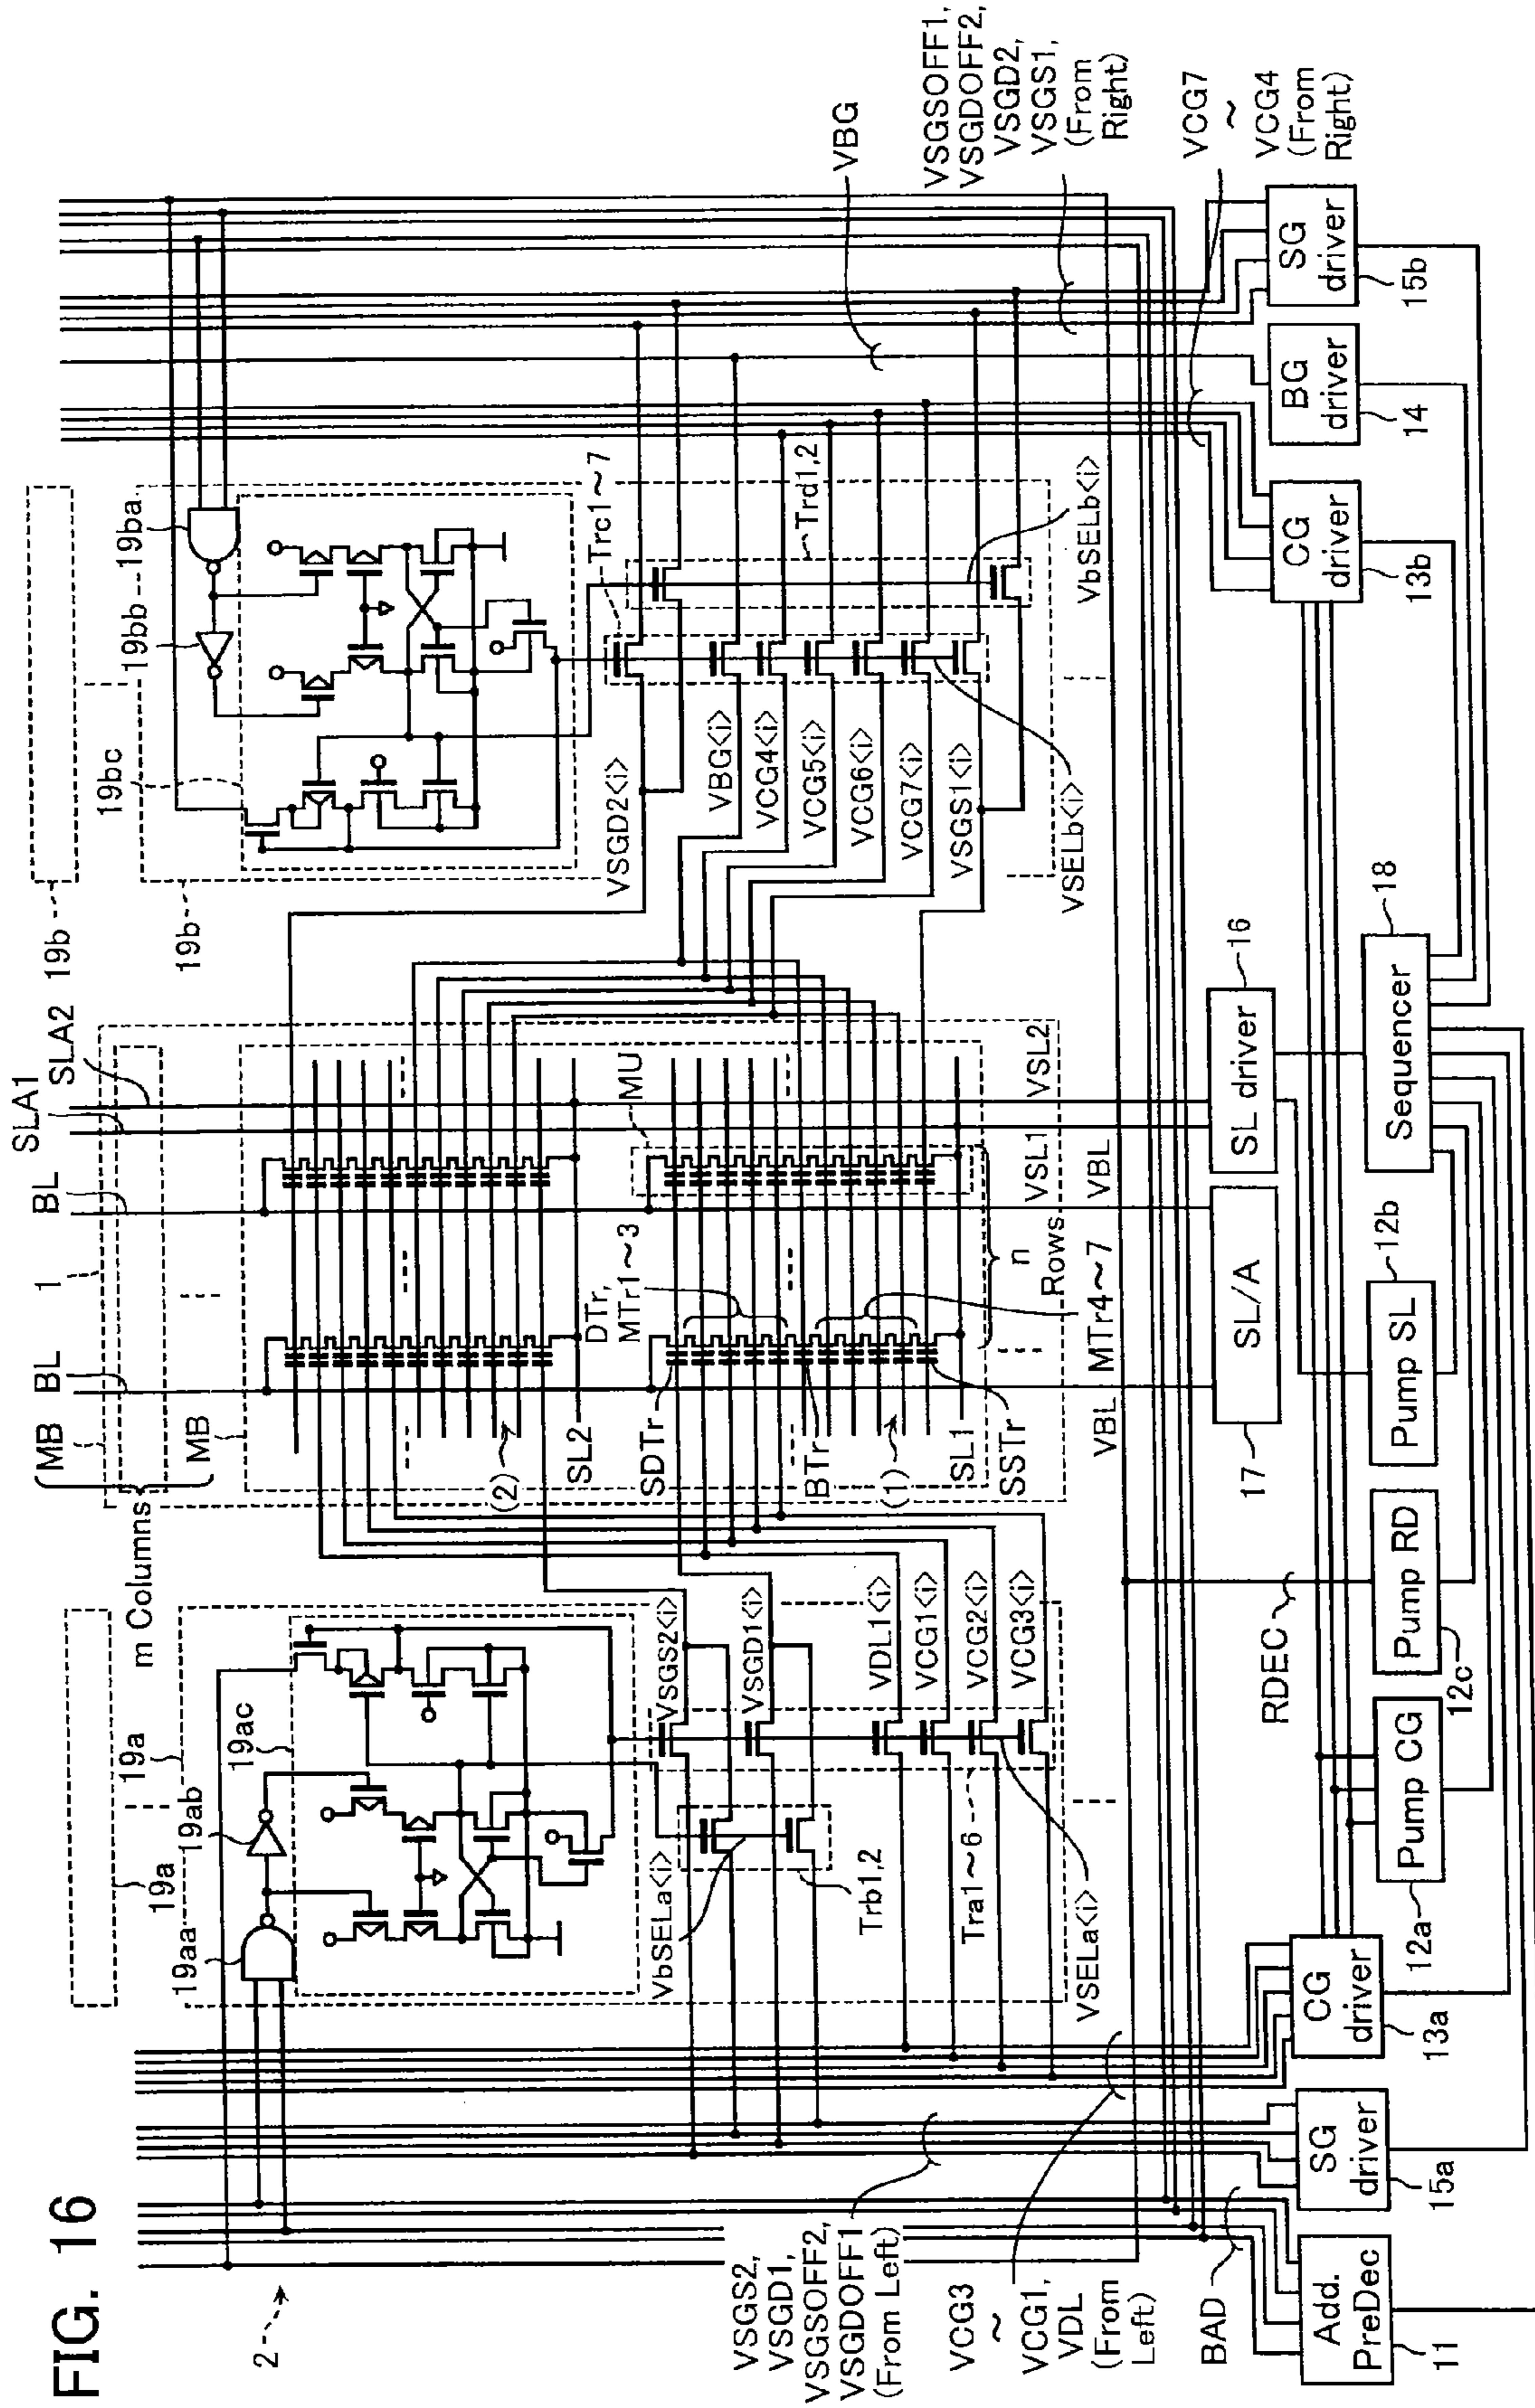 FIG. 16
2
19a
19a
19aa
19ab
19ac
m Columns
MB
MB
1
BL
BL
SLA1
SLA2
19b
19b
19bc
19bb
19ba
VbSELa<i>
VSGS2<i>
VSGD1<i>
Trb1,2
VDL1<i>
VCG1<i>
VCG2<i>
VCG3<i>
Tra1~6
VSELa<i>
(2)
SL2
SDTr
DTr,
MTr1~3
BTr
(1)
SL1
SSTr
MTr4~7
n
Rows
MU
VBL
VBL
VSL1
VSL2
VSGD2<i>
VBG<i>
VCG4<i>
VCG5<i>
VCG6<i>
VCG7<i>
VSGS1<i>
VSELb<i>
Trc1~7
Trd1,2
VbSELb<i>
VBG
VSGSOFF1,
VSGDOFF2,
VSGD2,
VSGS1,
(From
Right)
VCG7
~
VCG4
(From
Right)
VSGS2,
VSGD1,
VSGSOFF2,
VSGDOFF1
(From Left)
VCG3
~
VCG1,
VDL
(From
Left)
BAD
RDEC
Add.
PreDec
11
SG
driver
15a
CG
driver
13a
Pump CG
12a
Pump RD
12c
Pump SL
12b
SL/A
17
SL driver
16
Sequencer
18
CG
driver
13b
BG
driver
14
SG
driver
15b